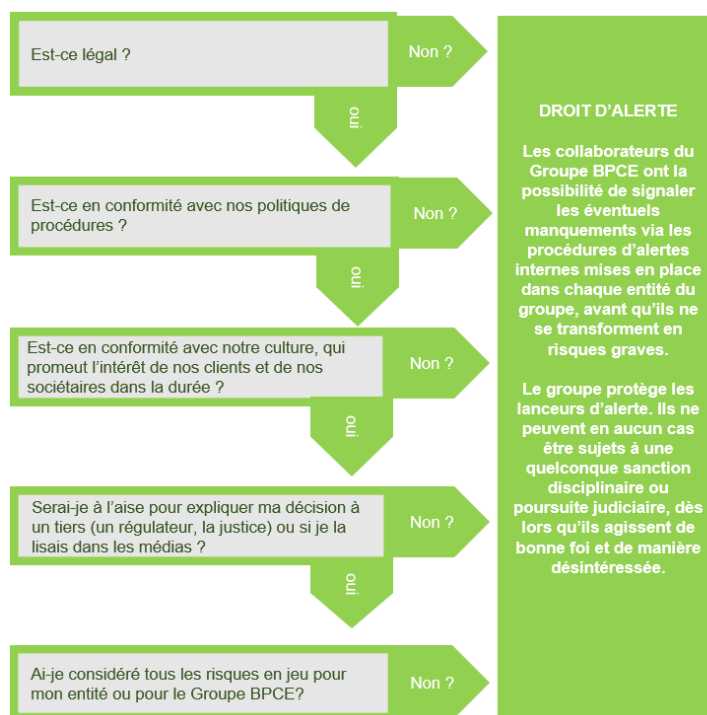 Est-ce légal ?
Non ?
oui
Est-ce en conformité avec nos politiques de
procédures ?
Non ?
oui
Est-ce en conformité avec notre culture, qui
promeut l’intérêt de nos clients et de nos
sociétaires dans la durée ?
Non ?
oui
Serai-je à l’aise pour expliquer ma décision à
un tiers (un régulateur, la justice) ou si je la
lisais dans les médias ?
Non ?
oui
Ai-je considéré tous les risques en jeu pour
mon entité ou pour le Groupe BPCE?
Non ?
DROIT D’ALERTE
Les collaborateurs du
Groupe BPCE ont la
possibilité de signaler
les éventuels
manquements via les
procédures d’alertes
internes mises en place
dans chaque entité du
groupe, avant qu’ils ne
se transforment en
risques graves.
Le groupe protège les
lanceurs d’alerte. Ils ne
peuvent en aucun cas
être sujets à une
quelconque sanction
disciplinaire ou
poursuite judiciaire, dès
lors qu’ils agissent de
bonne foi et de manière
désintéressée.